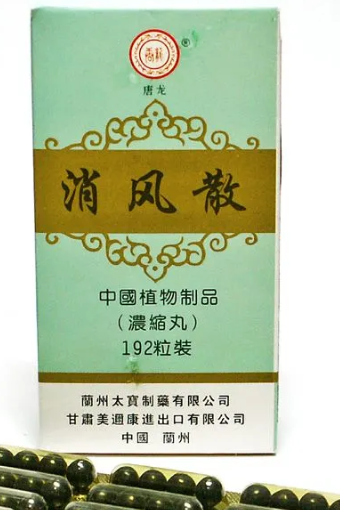 ®
唐龙
消风散
中國植物制品
（濃縮丸）
192粒裝
蘭州太寶制藥有限公司
甘肅美迴康進出口有限公司
中國 蘭州